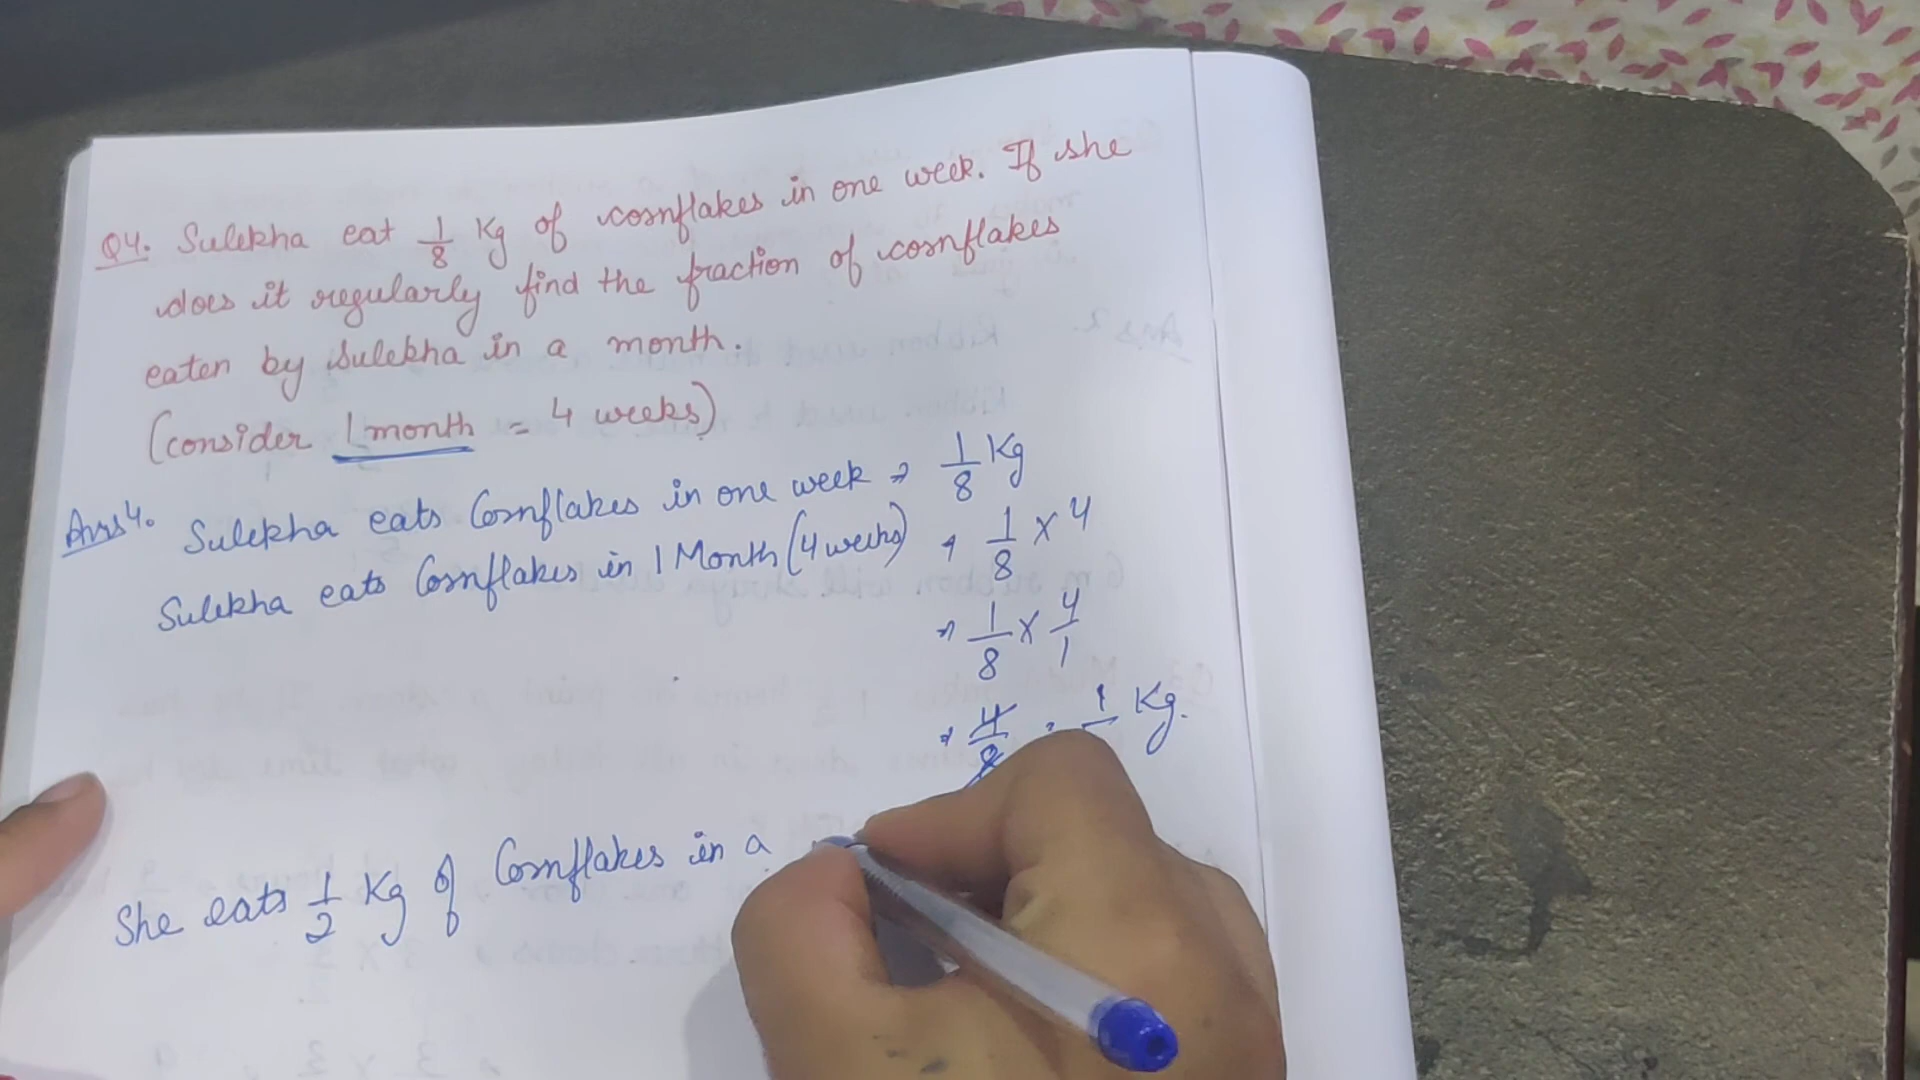 Q4. Sulekha eat 1/8 Kg of cornflakes in one week. If she
does it regularly find the fraction of cornflakes
eaten by Sulekha in a month.
(consider 1 month = 4 weeks)
Ans4. Sulekha eats Cornflakes in one week → 1/8 Kg
Sulekha eats Cornflakes in 1 Month (4 weeks) → 1/8 x 4
⇒ 1/8 x 4/1
⇒ 4/8 = 1 Kg.
She eats 1/2 Kg of Cornflakes in a